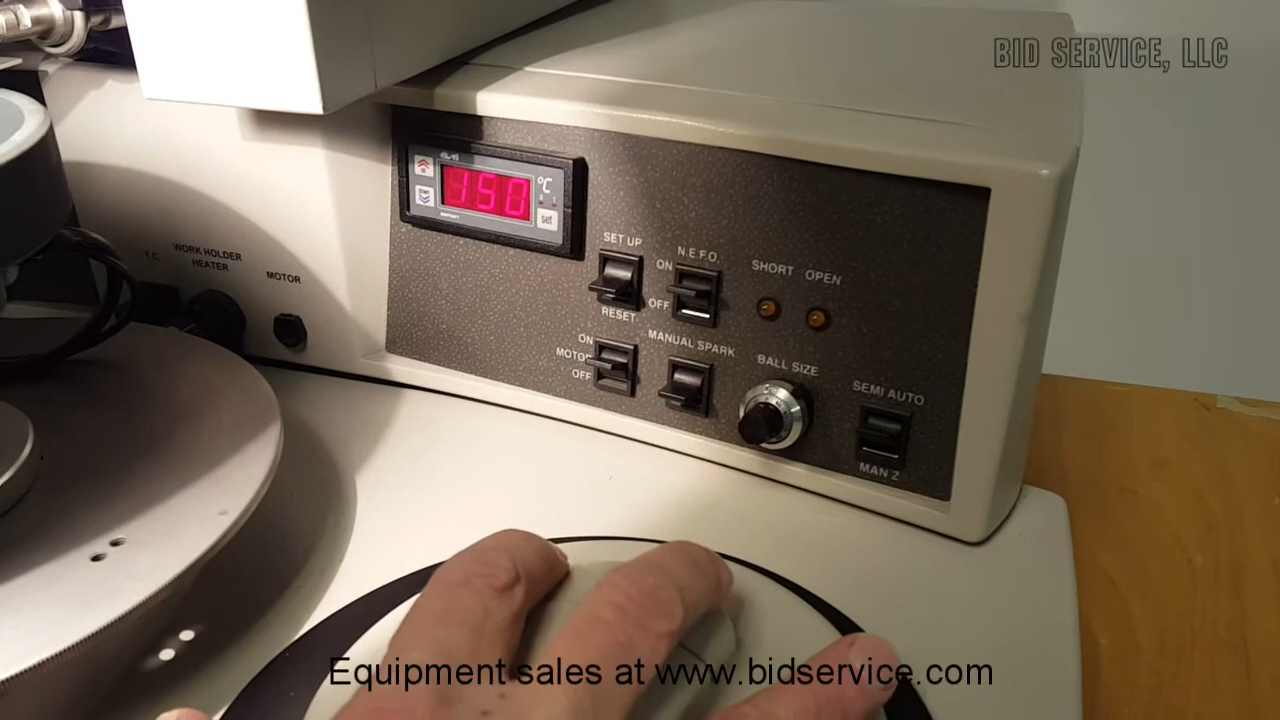 BID SERVICE, LLC
150
°C
set
T.C
WORK HOLDER
HEATER
MOTOR
SET UP
RESET
N.E.F.O.
ON
OFF
SHORT
OPEN
ON
MOTOR
OFF
MANUAL SPARK
BALL SIZE
SEMI AUTO
MAN Z
Equipment sales at www.bidservice.com